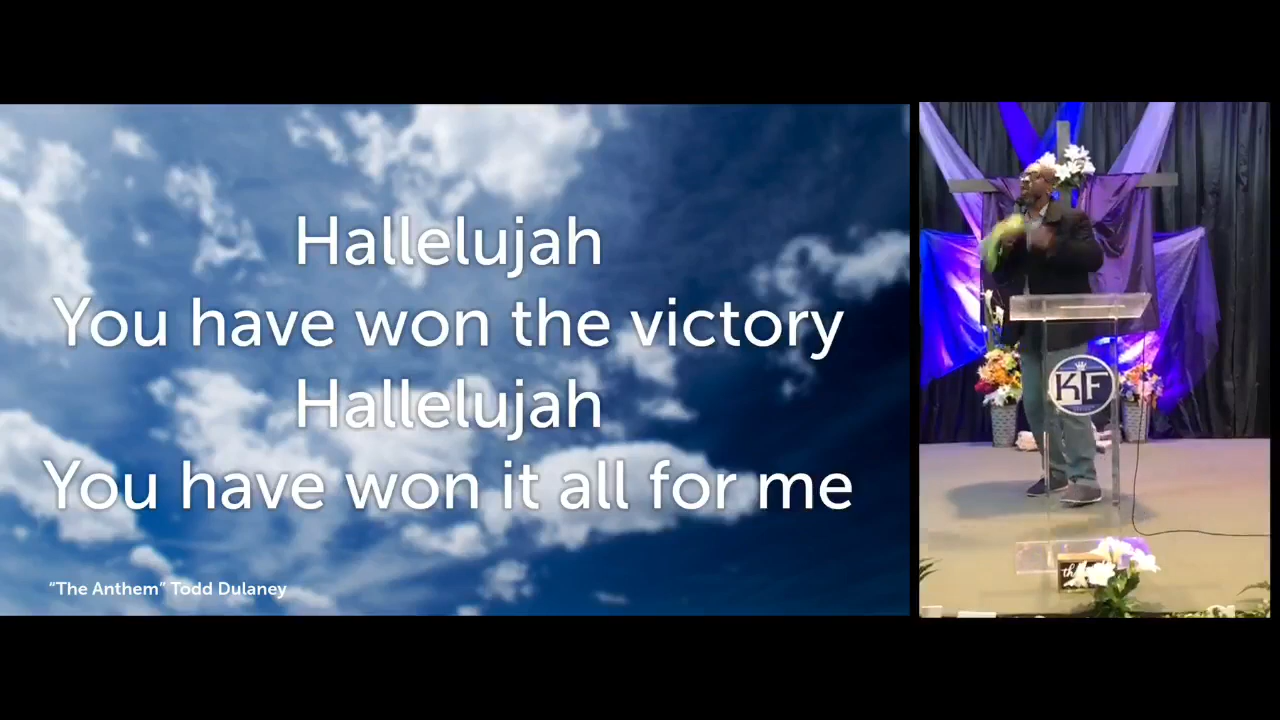 Hallelujah
You have won the victory
Hallelujah
You have won it all for me
“The Anthem” Todd Dulaney
KF